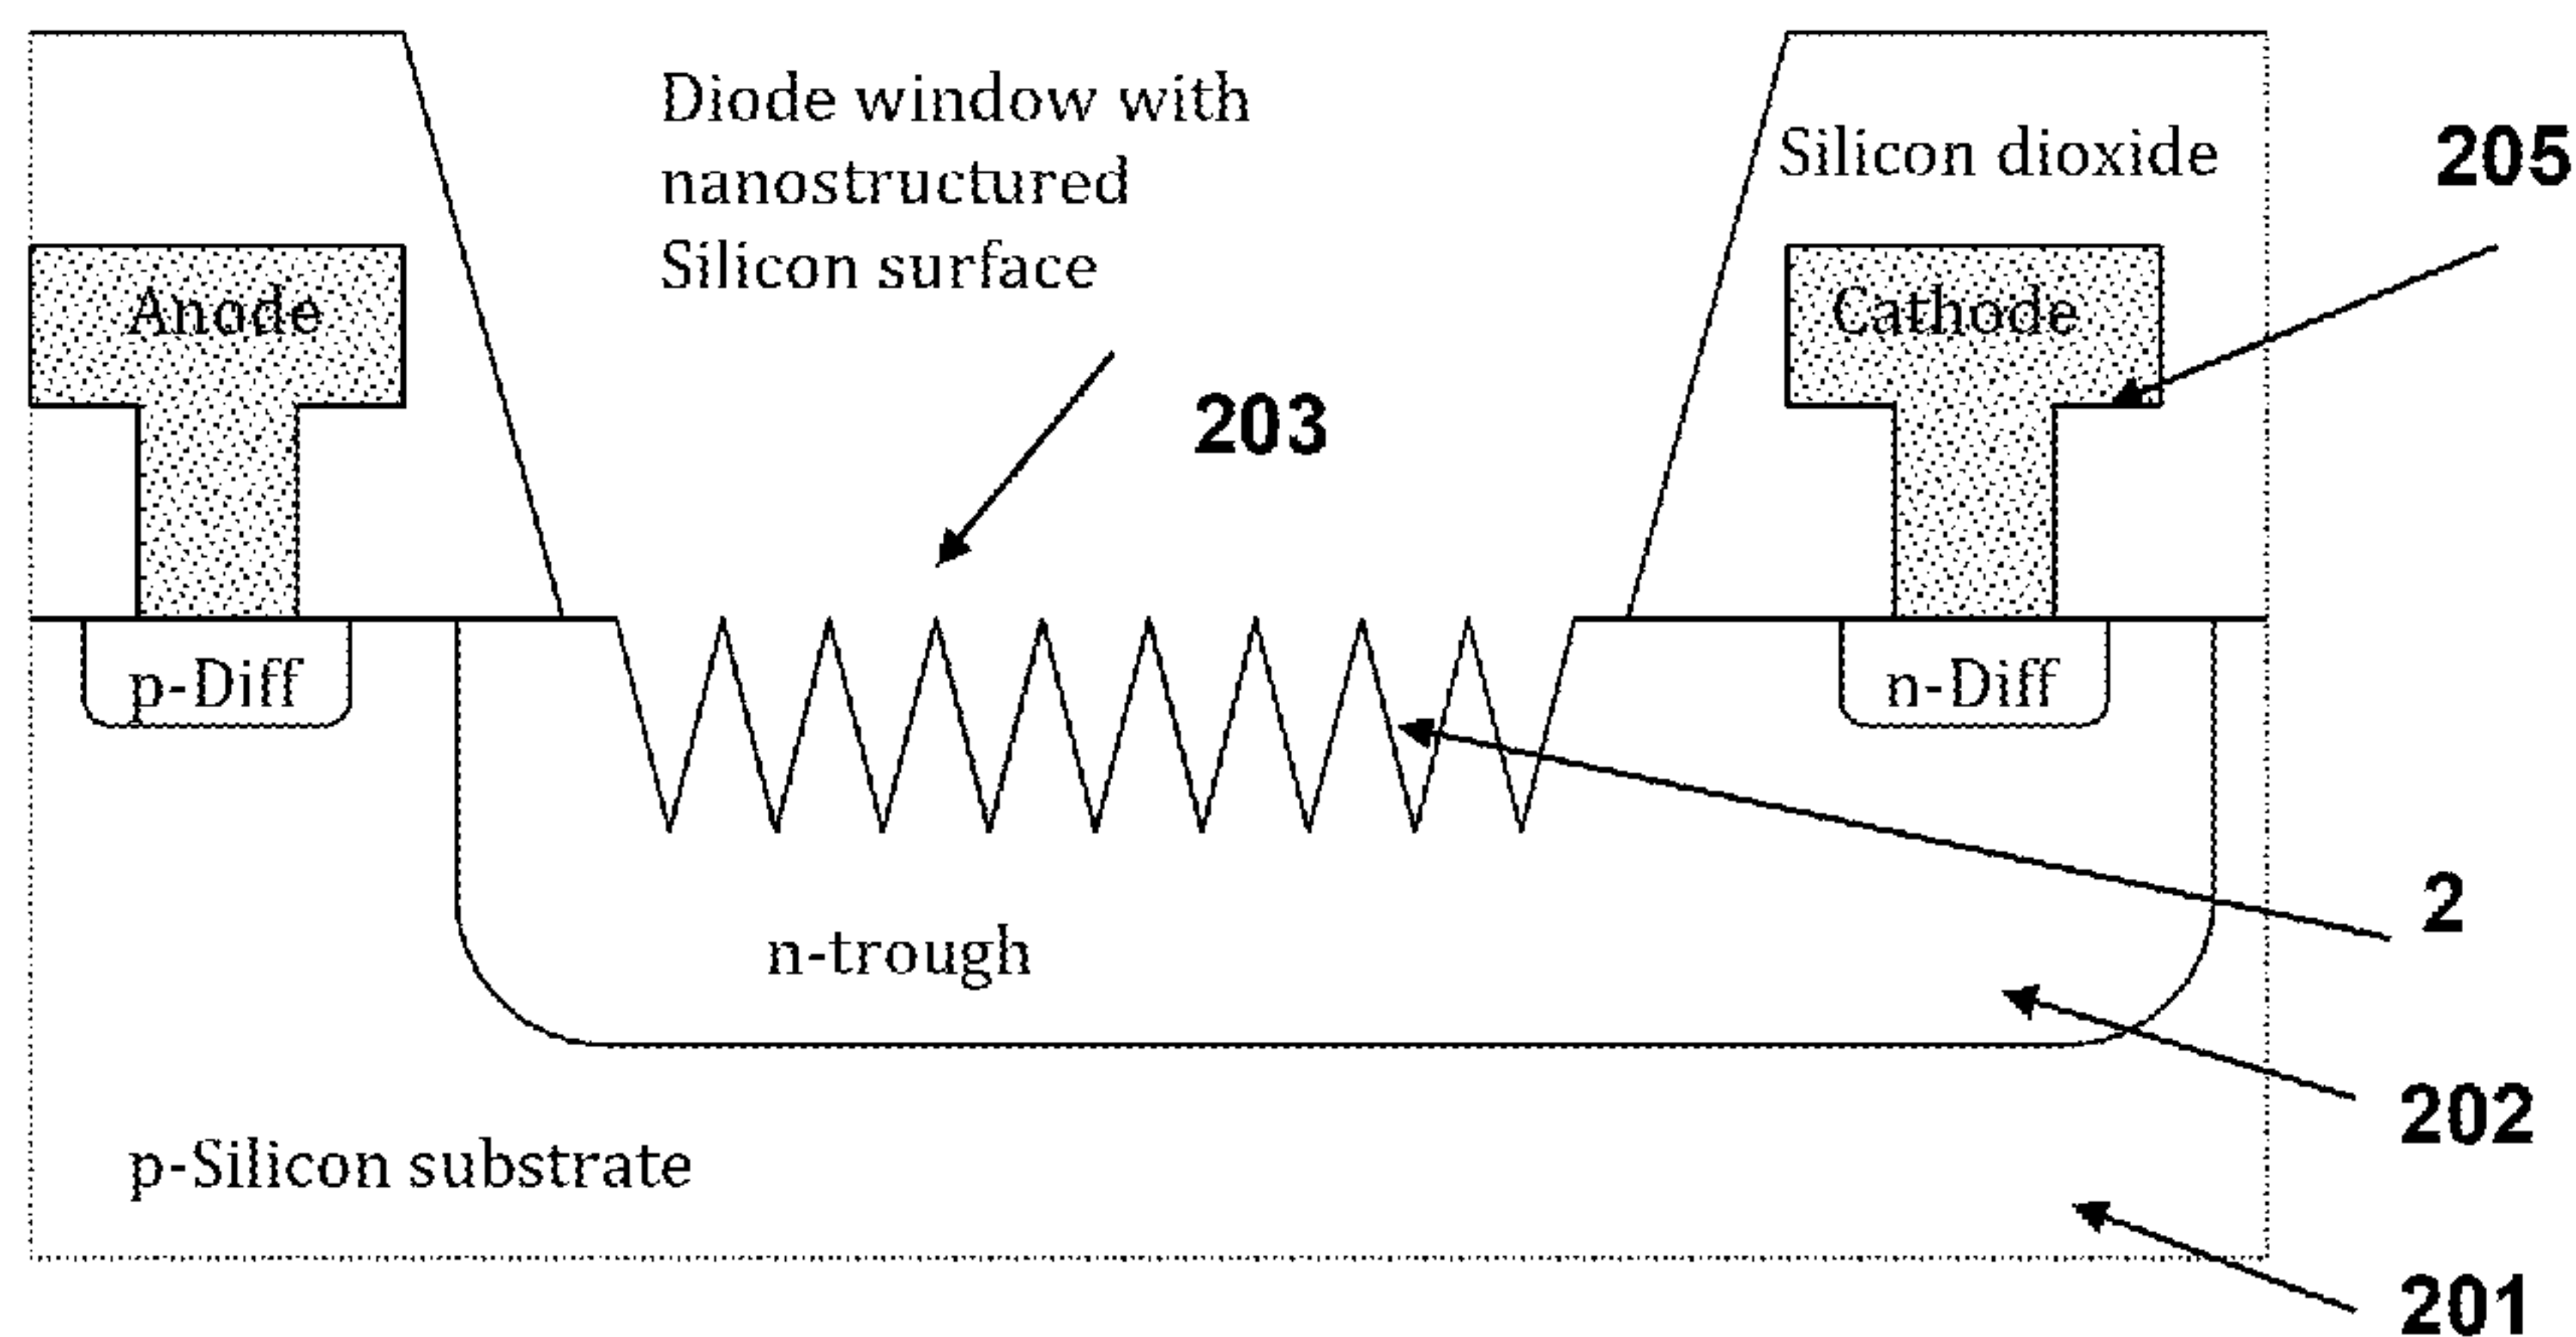 Diode window with
nanostructured
Silicon surface
Silicon dioxide
205
Anode
Cathode
203
p-Diff
n-Diff
2
n-trough
202
p-Silicon substrate
201